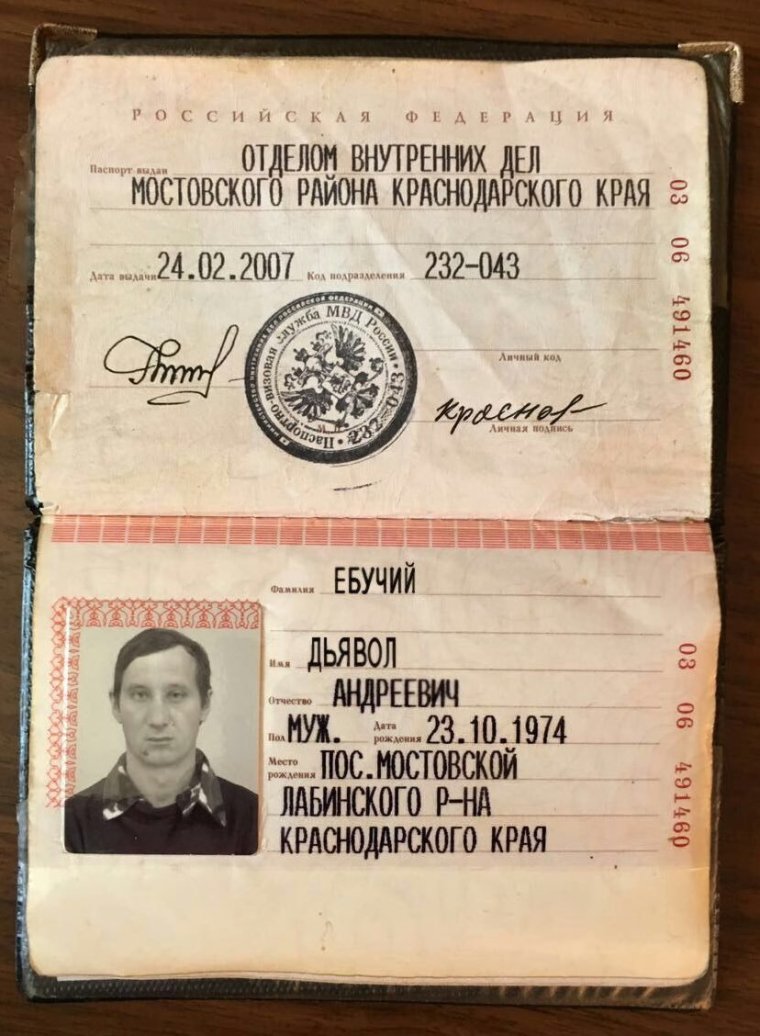 РОССИЙСКАЯ ФЕДЕРАЦИЯ
Паспорт выдан ОТДЕЛОМ ВНУТРЕННИХ ДЕЛ
МОСТОВСКОГО РАЙОНА КРАСНОДАРСКОГО КРАЯ
Дата выдачи 24.02.2007 Код подразделения 232-043
03 06 491460
Паспортно-визовая служба МВД России • 232-043
М.П.
Личный код
Краснов
Личная подпись
Фамилия ЕБУЧИЙ
Имя ДЬЯВОЛ
Отчество АНДРЕЕВИЧ
Пол МУЖ. Дата рождения 23.10.1974
Место рождения ПОС.МОСТОВСКОЙ
ЛАБИНСКОГО Р-НА
КРАСНОДАРСКОГО КРАЯ
03 06 491460